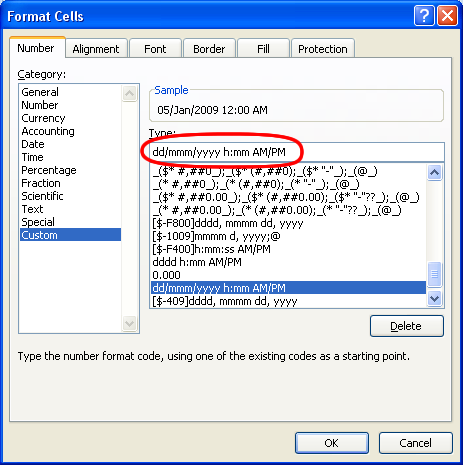 Format Cells
Number
Alignment
Font
Border
Fill
Protection
Category:
General
Number
Currency
Accounting
Date
Time
Percentage
Fraction
Scientific
Text
Special
Custom
Sample
05/Jan/2009 12:00 AM
Type:
dd/mmm/yyyy h:mm AM/PM
_($* #,##0_);_($* (#,##0);_($* "-"_);_(@_)
_(* #,##0_);_(* (#,##0);_(* "-"_);_(@_)
_($* #,##0.00_);_($* (#,##0.00);_($* "-"??_);_(@_)
_(* #,##0.00_);_(* (#,##0.00);_(* "-"??_);_(@_)
[$-F800]dddd, mmmm dd, yyyy
[$-1009]mmmm d, yyyy;@
[$-F400]h:mm:ss AM/PM
dddd h:mm AM/PM
0.000
dd/mmm/yyyy h:mm AM/PM
[$-409]dddd, mmmm dd, yyyy
Delete
Type the number format code, using one of the existing codes as a starting point.
OK
Cancel